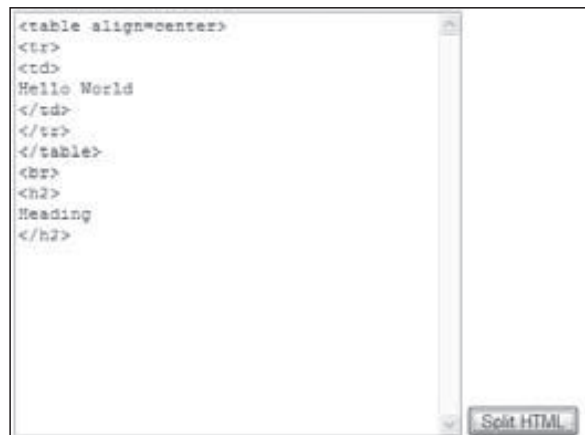 <table align=center>
<tr>
<td>
Hello World
</td>
</tr>
</table>
<br>
<h2>
Heading
</h2>
Split HTML